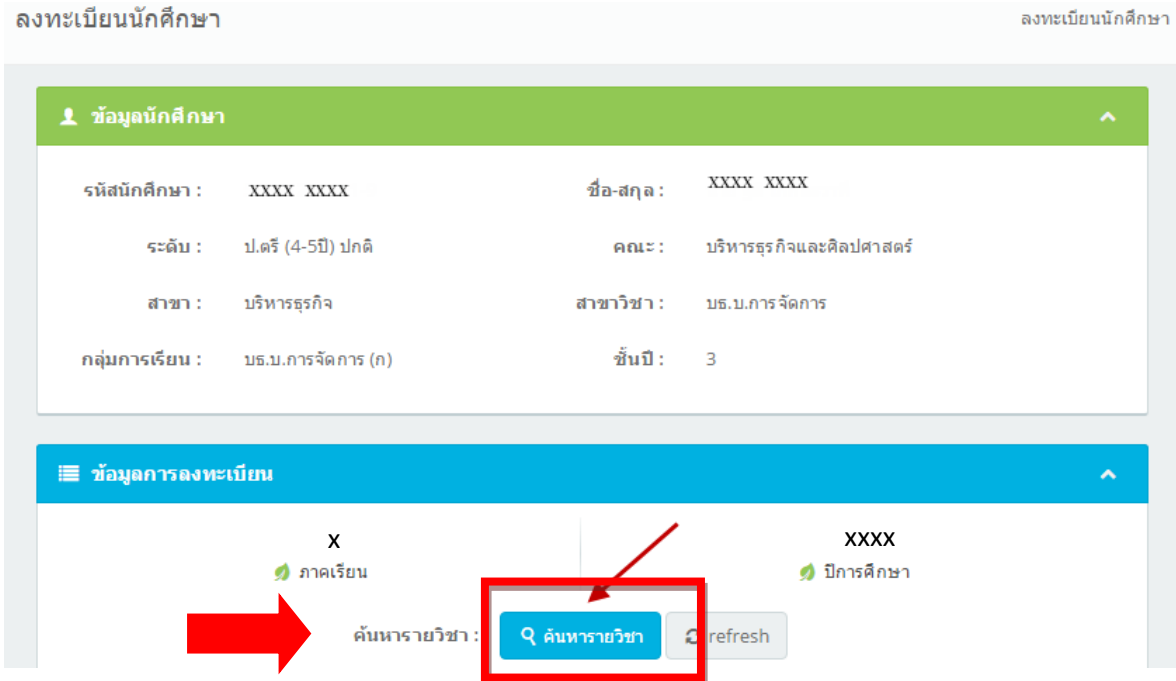 ลงทะเบียนนักศึกษา ลงทะเบียนนักศึกษา
ข้อมูลนักศึกษา
รหัสนักศึกษา : XXXX XXXX ชื่อ-สกุล : XXXX XXXX
ระดับ : ป.ตรี (4-5ปี) ปกติ คณะ : บริหารธุรกิจและศิลปศาสตร์
สาขา : บริหารธุรกิจ สาขาวิชา : บธ.บ.การจัดการ
กลุ่มการเรียน : บธ.บ.การจัดการ (ก) ชั้นปี : 3
ข้อมูลการลงทะเบียน
X XXXX
ภาคเรียน ปีการศึกษา
ค้นหารายวิชา : ค้นหารายวิชา refresh